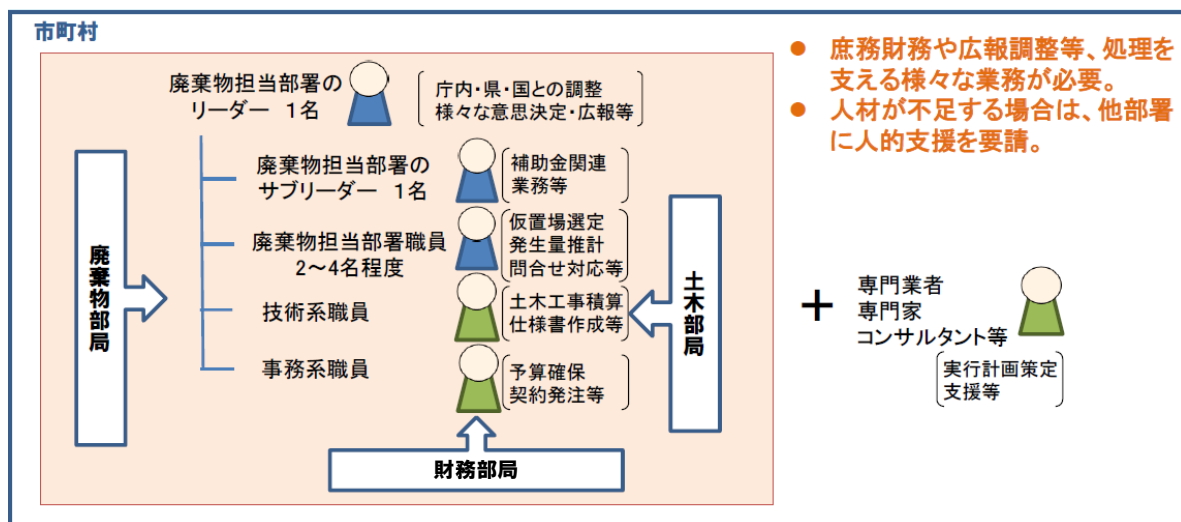 市町村
廃棄物担当部署の
リーダー 1名
庁内・県・国との調整
様々な意思決定・広報等
廃棄物担当部署の
サブリーダー 1名
補助金関連
業務等
廃棄物担当部署職員
2～4名程度
仮置場選定
発生量推計
問合せ対応等
技術系職員
土木工事積算
仕様書作成等
事務系職員
予算確保
契約発注等
廃棄物部局
土木部局
財務部局
● 庶務財務や広報調整等、処理を
支える様々な業務が必要。
● 人材が不足する場合は、他部署
に人的支援を要請。
＋
専門業者
専門家
コンサルタント等
実行計画策定
支援等